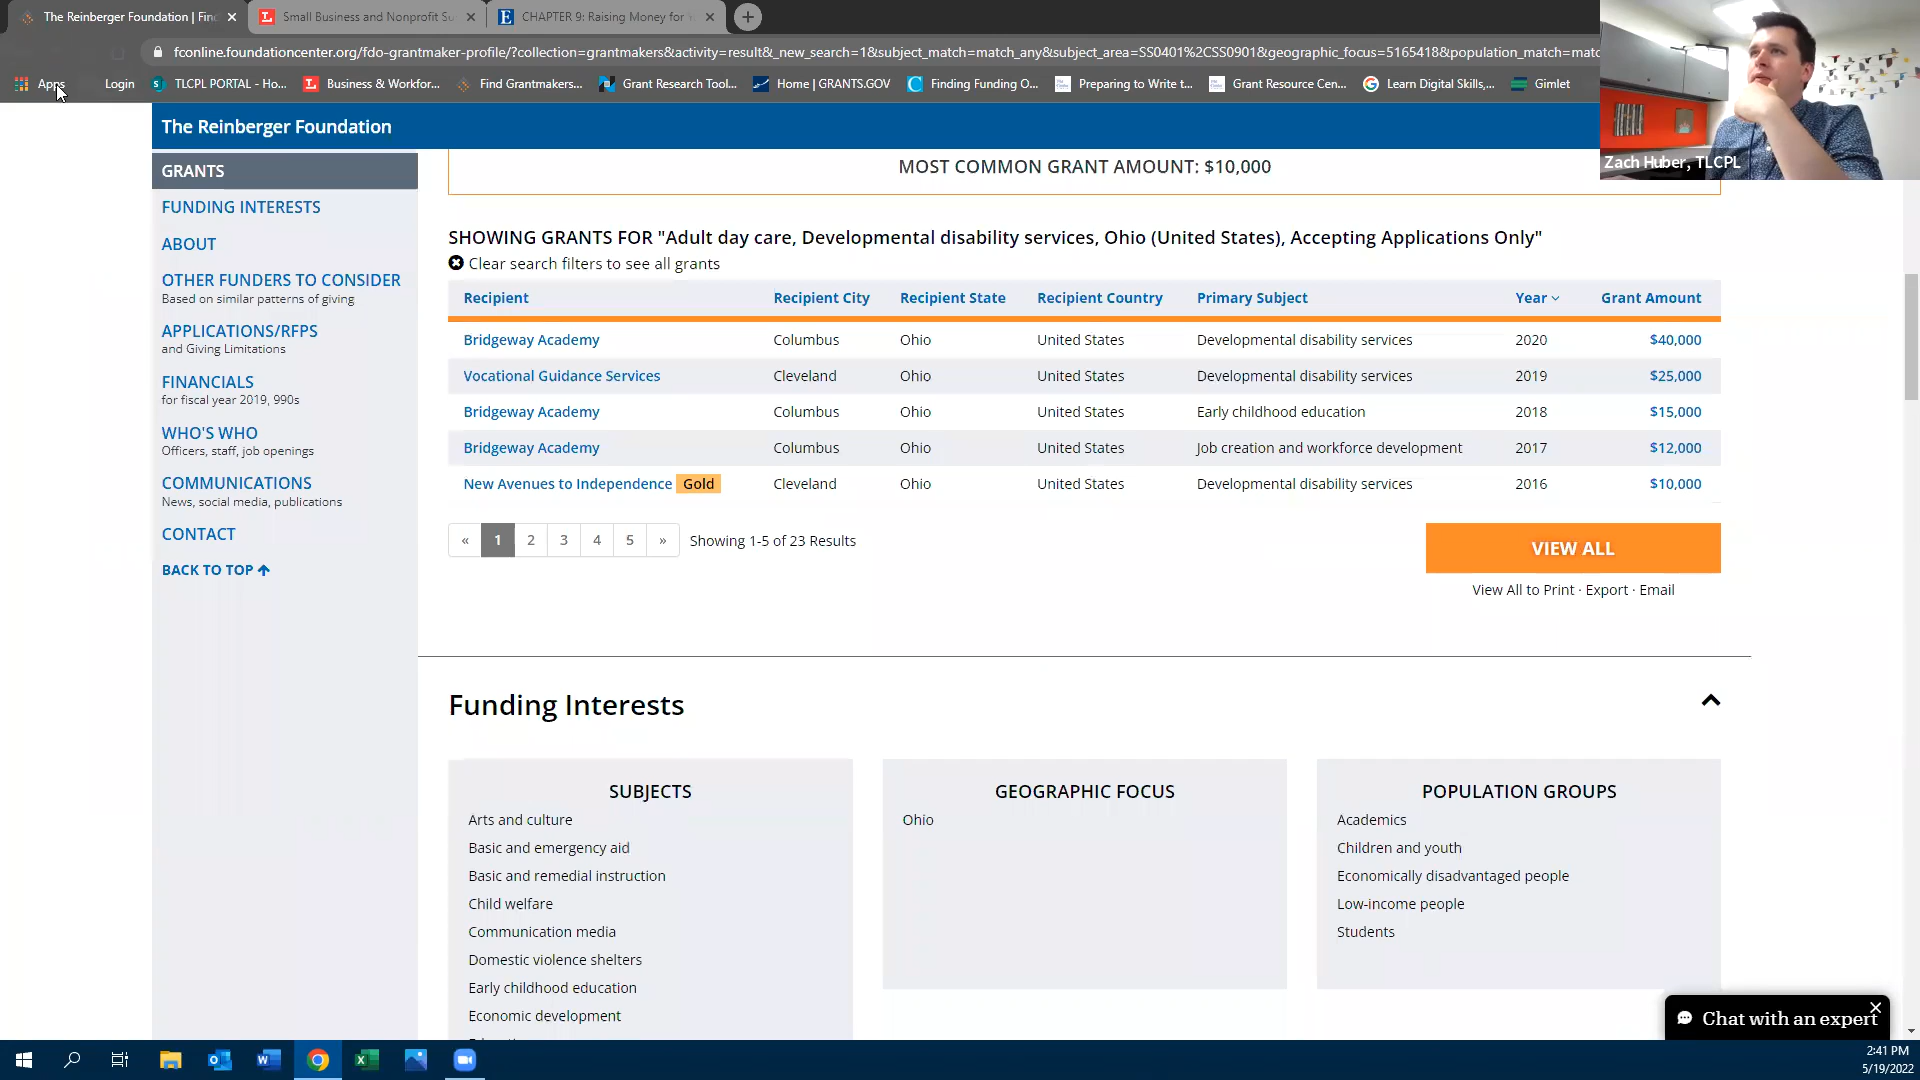 The Reinberger Foundation | Fin
Small Business and Nonprofit Su
CHAPTER 9: Raising Money for Y
fconline.foundationcenter.org/fdo-grantmaker-profile/?collection=grantmakers&activity=result&_new_search=1&subject_match=match_any&subject_area=SS0401%2CSS0901&geographic_focus=5165418&population_match=matc
Apps
Login
TLCPL PORTAL - Ho...
Business & Workfor...
Find Grantmakers...
Grant Research Tool...
Home | GRANTS.GOV
Finding Funding O...
Preparing to Write t...
Grant Resource Cen...
Learn Digital Skills,...
Gimlet
Zach Huber, TLCPL
The Reinberger Foundation
GRANTS
FUNDING INTERESTS
ABOUT
OTHER FUNDERS TO CONSIDER
Based on similar patterns of giving
APPLICATIONS/RFPS
and Giving Limitations
FINANCIALS
for fiscal year 2019, 990s
WHO'S WHO
Officers, staff, job openings
COMMUNICATIONS
News, social media, publications
CONTACT
BACK TO TOP
MOST COMMON GRANT AMOUNT: $10,000
SHOWING GRANTS FOR "Adult day care, Developmental disability services, Ohio (United States), Accepting Applications Only"
Clear search filters to see all grants
Recipient Recipient City Recipient State Recipient Country Primary Subject Year Grant Amount
Bridgeway Academy Columbus Ohio United States Developmental disability services 2020 $40,000
Vocational Guidance Services Cleveland Ohio United States Developmental disability services 2019 $25,000
Bridgeway Academy Columbus Ohio United States Early childhood education 2018 $15,000
Bridgeway Academy Columbus Ohio United States Job creation and workforce development 2017 $12,000
New Avenues to Independence Gold Cleveland Ohio United States Developmental disability services 2016 $10,000
« 1 2 3 4 5 » Showing 1-5 of 23 Results
VIEW ALL
View All to Print · Export · Email
Funding Interests
SUBJECTS
Arts and culture
Basic and emergency aid
Basic and remedial instruction
Child welfare
Communication media
Domestic violence shelters
Early childhood education
Economic development
GEOGRAPHIC FOCUS
Ohio
POPULATION GROUPS
Academics
Children and youth
Economically disadvantaged people
Low-income people
Students
Chat with an expert
2:41 PM
5/19/2022